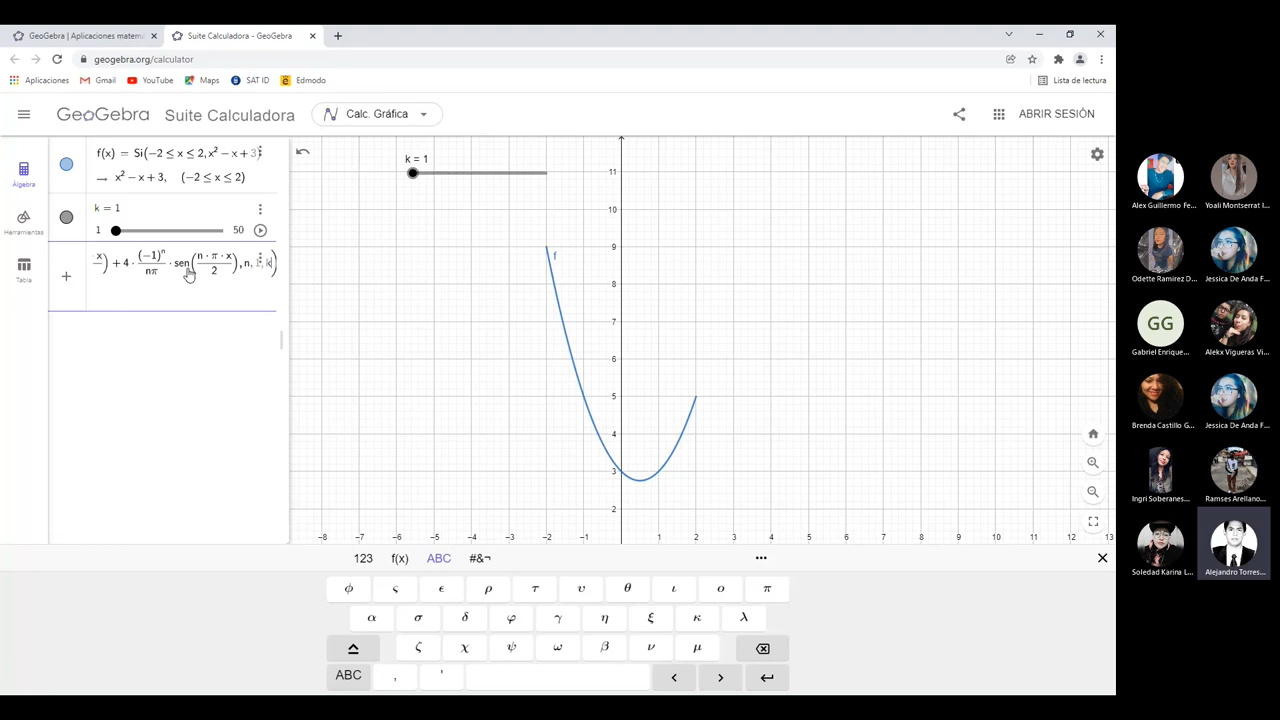 GeoGebra | Aplicaciones matem
Suite Calculadora - GeoGebra
geogebra.org/calculator
Aplicaciones
Gmail
YouTube
Maps
SAT ID
Edmodo
Lista de lectura
GeoGebra
Suite Calculadora
Calc. Gráfica
ABRIR SESIÓN
Álgebra
Herramientas
Tabla
f(x) = Si(−2 ≤ x ≤ 2, x² − x + 3)
→ x² − x + 3, (−2 ≤ x ≤ 2)
k = 1
1 50
x) + 4 · (−1)ⁿ/nπ · sen(n · π · x/2), n, 1, k)
k = 1
f
11
10
9
8
7
6
5
4
3
2
−8 −7 −6 −5 −4 −3 −2 −1 0 1 2 3 4 5 6 7 8 9 10 11 12 13
123 f(x) ABC #&¬
ϕ ς ϵ ρ τ υ θ ι ο π
α σ δ φ γ η ξ κ λ
ζ χ ψ ω β ν μ
ABC , '
Alex Guillermo Fe...
Yoali Montserrat I...
Odette Ramirez D...
Jessica De Anda F...
GG
Gabriel Enrique...
Alekx Vigueras Vi...
Brenda Castillo G...
Jessica De Anda F...
Ingri Soberanes...
Ramses Arellano...
Soledad Karina L...
Alejandro Torres...